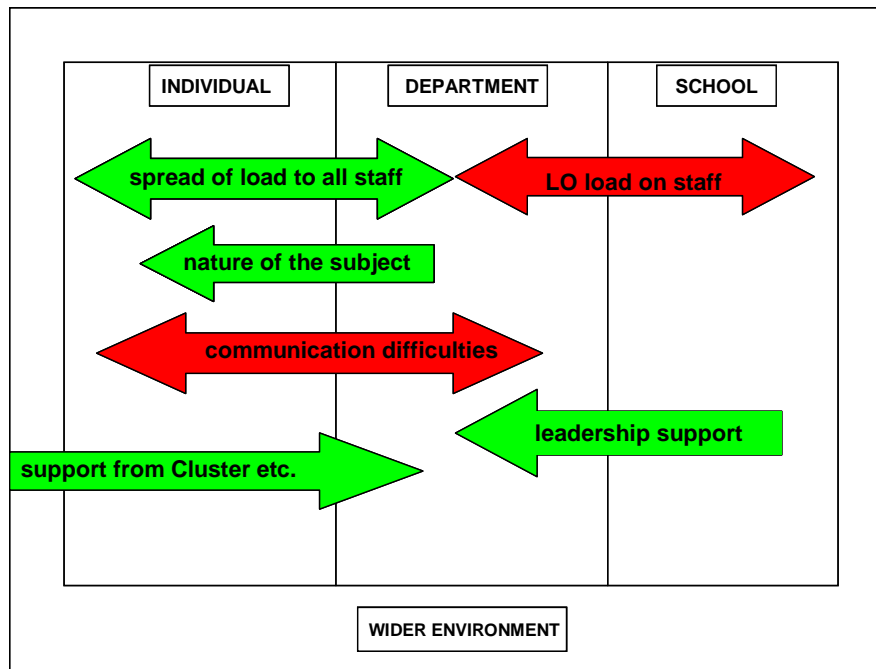 INDIVIDUAL
DEPARTMENT
SCHOOL
spread of load to all staff
LO load on staff
nature of the subject
communication difficulties
leadership support
support from Cluster etc.
WIDER ENVIRONMENT